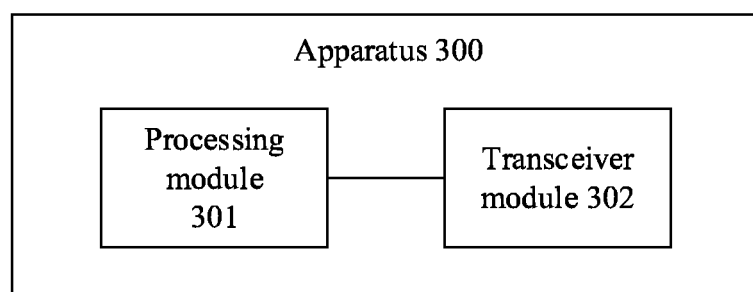 Apparatus 300
Processing
module
301
Transceiver
module 302